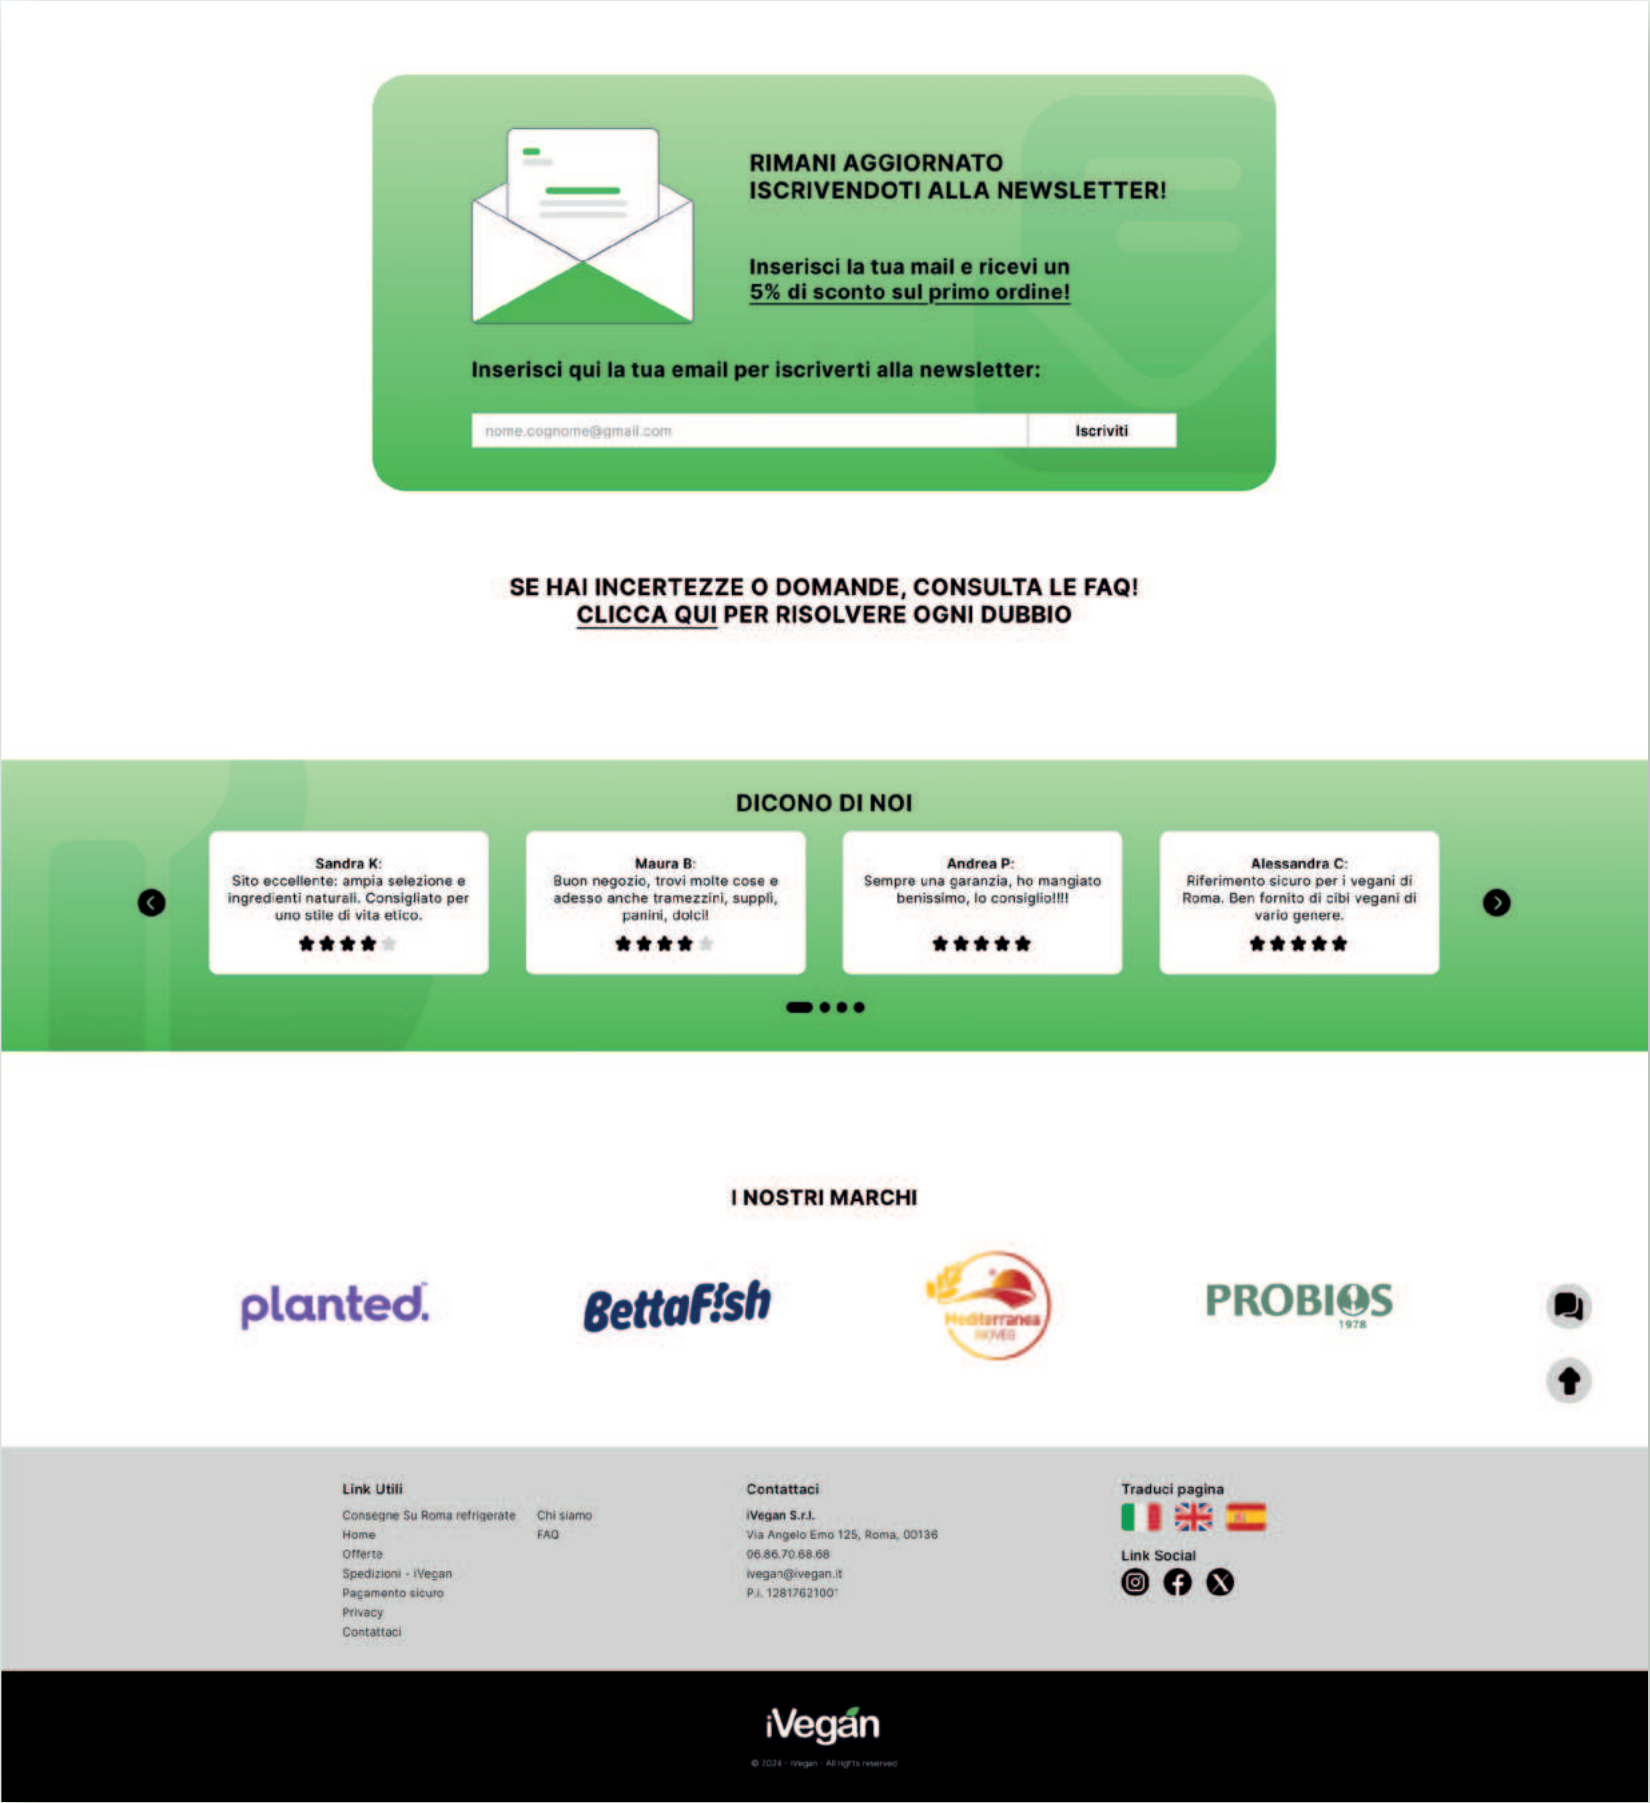 RIMANI AGGIORNATO
ISCRIVENDOTI ALLA NEWSLETTER!
Inserisci la tua mail e ricevi un
5% di sconto sul primo ordine!
Inserisci qui la tua email per iscriverti alla newsletter:
nome.cognome@gmail.com
Iscriviti
SE HAI INCERTEZZE O DOMANDE, CONSULTA LE FAQ!
CLICCA QUI PER RISOLVERE OGNI DUBBIO
DICONO DI NOI
Sandra K:
Sito eccellente: ampia selezione e
ingredienti naturali. Consigliato per
uno stile di vita etico.
Maura B:
Buon negozio, trovi molte cose e
adesso anche tramezzini, supplì,
panini, dolci!
Andrea P:
Sempre una garanzia, ho mangiato
benissimo, lo consiglio!!!!
Alessandra C:
Riferimento sicuro per i vegani di
Roma. Ben fornito di cibi vegani di
vario genere.
I NOSTRI MARCHI
planted.
BettaF!sh
Mediterranea
BIOVEG
PROBIOS
1978
Link Utili
Consegne Su Roma refrigerate
Home
Offerte
Spedizioni - iVegan
Pagamento sicuro
Privacy
Contattaci
Chi siamo
FAQ
Contattaci
iVegan S.r.l.
Via Angelo Emo 125, Roma, 00136
06.86.70.68.68
ivegan@ivegan.it
P.i.
Traduci pagina
Link Social
iVegan
© 2024 - iVegan - All rights reserved